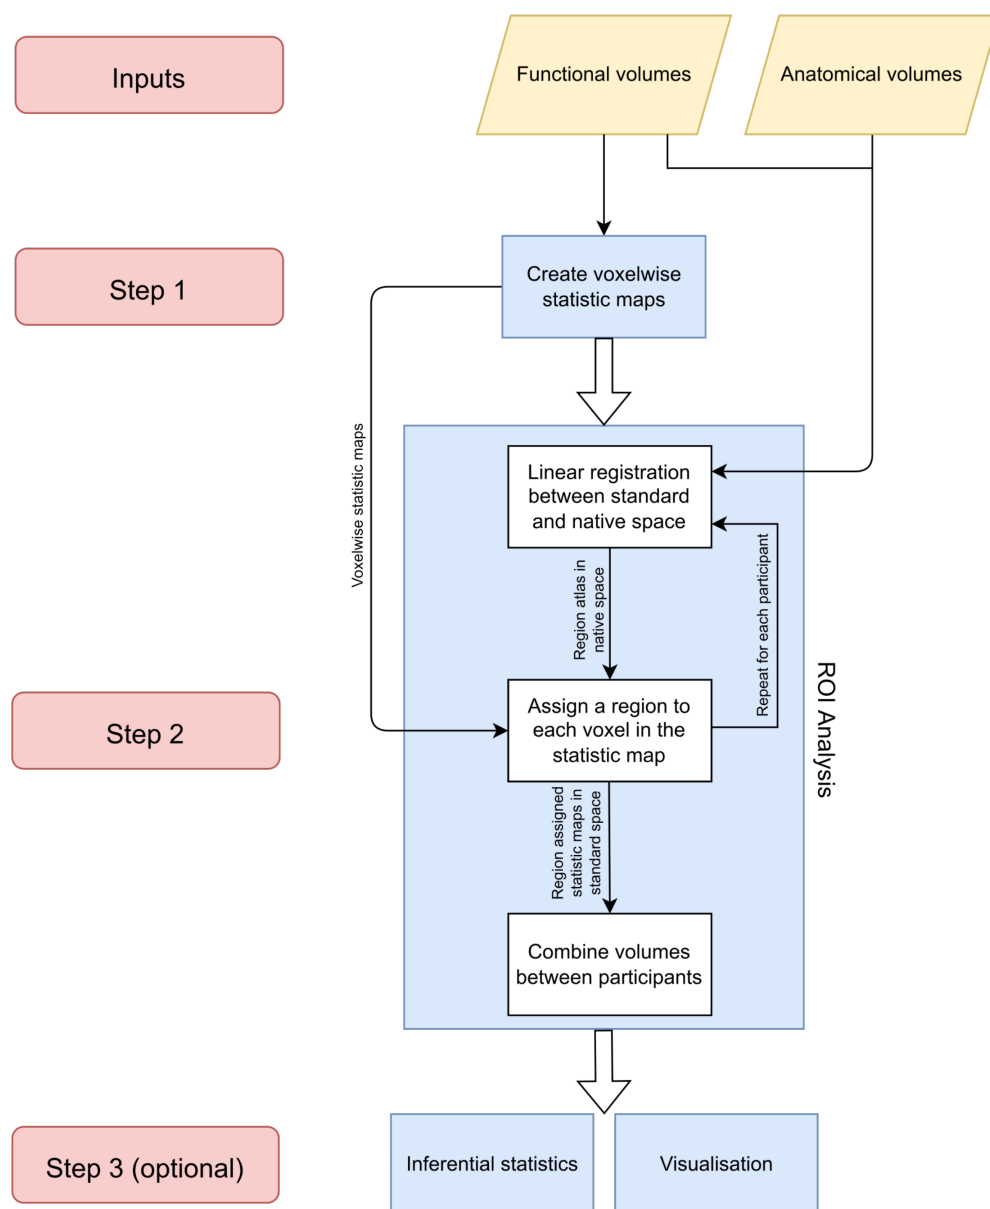 Inputs
Functional volumes
Anatomical volumes
Step 1
Create voxelwise
statistic maps
Voxelwise statistic maps
Linear registration
between standard
and native space
Region atlas in
native space
Repeat for each participant
ROI Analysis
Step 2
Assign a region to
each voxel in the
statistic map
Region assigned
statistic maps in
standard space
Combine volumes
between participants
Step 3 (optional)
Inferential statistics
Visualisation